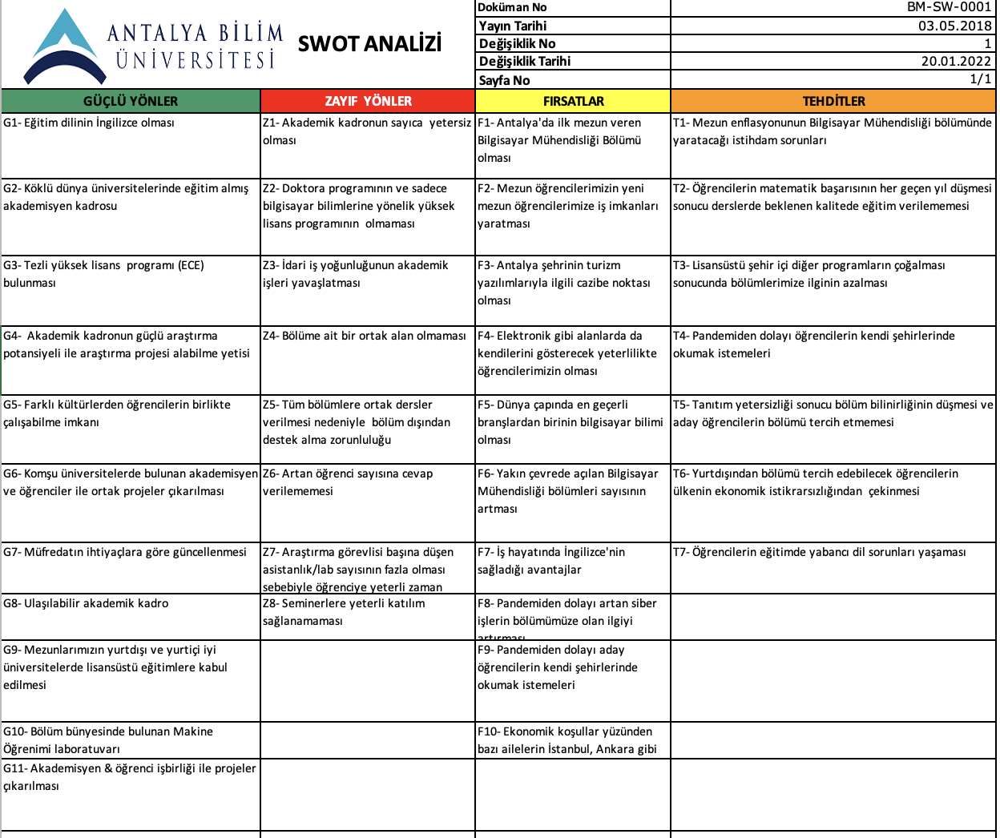 ANTALYA BİLİM
ÜNİVERSİTESİ
SWOT ANALİZİ
Doküman No BM-SW-0001
Yayın Tarihi 03.05.2018
Değişiklik No 1
Değişiklik Tarihi 20.01.2022
Sayfa No 1/1
GÜÇLÜ YÖNLER
ZAYIF YÖNLER
FIRSATLAR
TEHDİTLER
G1- Eğitim dilinin İngilizce olması
Z1- Akademik kadronun sayıca yetersiz
olması
F1- Antalya'da ilk mezun veren
Bilgisayar Mühendisliği Bölümü
olması
T1- Mezun enflasyonunun Bilgisayar Mühendisliği bölümünde
yaratacağı istihdam sorunları
G2- Köklü dünya üniversitelerinde eğitim almış
akademisyen kadrosu
Z2- Doktora programının ve sadece
bilgisayar bilimlerine yönelik yüksek
lisans programının olmaması
F2- Mezun öğrencilerimizin yeni
mezun öğrencilerimize iş imkanları
yaratması
T2- Öğrencilerin matematik başarısının her geçen yıl düşmesi
sonucu derslerde beklenen kalitede eğitim verilememesi
G3- Tezli yüksek lisans programı (ECE)
bulunması
Z3- İdari iş yoğunluğunun akademik
işleri yavaşlatması
F3- Antalya şehrinin turizm
yazılımlarıyla ilgili cazibe noktası
olması
T3- Lisansüstü şehir içi diğer programların çoğalması
sonucunda bölümlerimize ilginin azalması
G4- Akademik kadronun güçlü araştırma
potansiyeli ile araştırma projesi alabilme yetisi
Z4- Bölüme ait bir ortak alan olmaması
F4- Elektronik gibi alanlarda da
kendilerini gösterecek yeterlilikte
öğrencilerimizin olması
T4- Pandemiden dolayı öğrencilerin kendi şehirlerinde
okumak istemeleri
G5- Farklı kültürlerden öğrencilerin birlikte
çalışabilme imkanı
Z5- Tüm bölümlere ortak dersler
verilmesi nedeniyle bölüm dışından
destek alma zorunluluğu
F5- Dünya çapında en geçerli
branşlardan birinin bilgisayar bilimi
olması
T5- Tanıtım yetersizliği sonucu bölüm bilinirliğinin düşmesi ve
aday öğrencilerin bölümü tercih etmemesi
G6- Komşu üniversitelerde bulunan akademisyen
ve öğrenciler ile ortak projeler çıkarılması
Z6- Artan öğrenci sayısına cevap
verilememesi
F6- Yakın çevrede açılan Bilgisayar
Mühendisliği bölümleri sayısının
artması
T6- Yurtdışından bölümü tercih edebilecek öğrencilerin
ülkenin ekonomik istikrarsızlığından çekinmesi
G7- Müfredatın ihtiyaçlara göre güncellenmesi
Z7- Araştırma görevlisi başına düşen
asistanlık/lab sayısının fazla olması
sebebiyle öğrenciye yeterli zaman
F7- İş hayatında İngilizce'nin
sağladığı avantajlar
T7- Öğrencilerin eğitimde yabancı dil sorunları yaşaması
G8- Ulaşılabilir akademik kadro
Z8- Seminerlere yeterli katılım
sağlanamaması
F8- Pandemiden dolayı artan siber
işlerin bölümümüze olan ilgiyi
artırması
G9- Mezunlarımızın yurtdışı ve yurtiçi iyi
üniversitelerde lisansüstü eğitimlere kabul
edilmesi
F9- Pandemiden dolayı aday
öğrencilerin kendi şehirlerinde
okumak istemeleri
G10- Bölüm bünyesinde bulunan Makine
Öğrenimi laboratuvarı
F10- Ekonomik koşullar yüzünden
bazı ailelerin İstanbul, Ankara gibi
G11- Akademisyen & öğrenci işbirliği ile projeler
çıkarılması